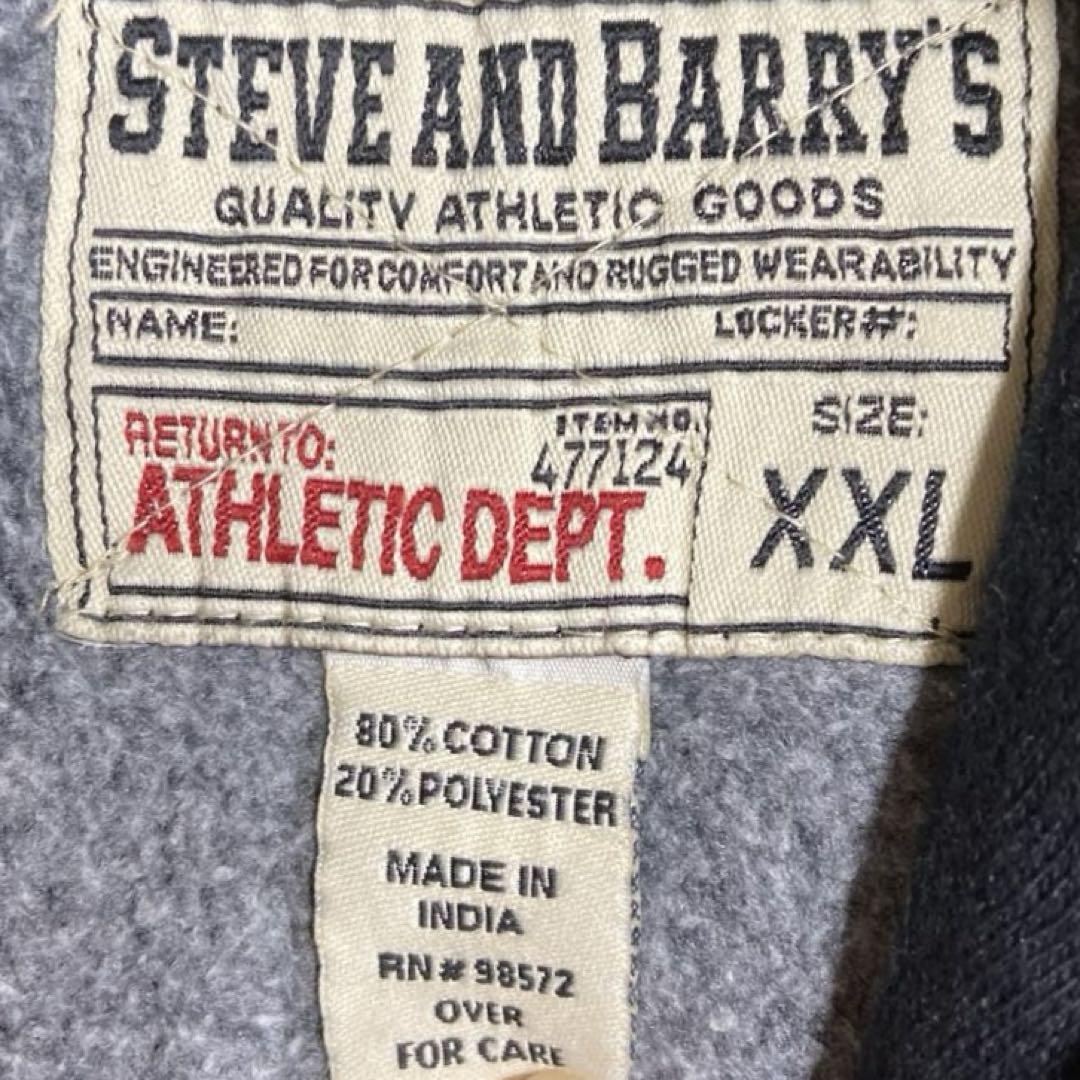 STEVE AND BARRY'S
QUALITY ATHLETIC GOODS
ENGINEERED FOR COMFORT AND RUGGED WEARABILITY
NAME: LOCKER#:
RETURN TO: ITEM NO. SIZE:
477124
ATHLETIC DEPT. XXL
80% COTTON
20% POLYESTER
MADE IN
INDIA
RN# 98572
OVER
FOR CARE